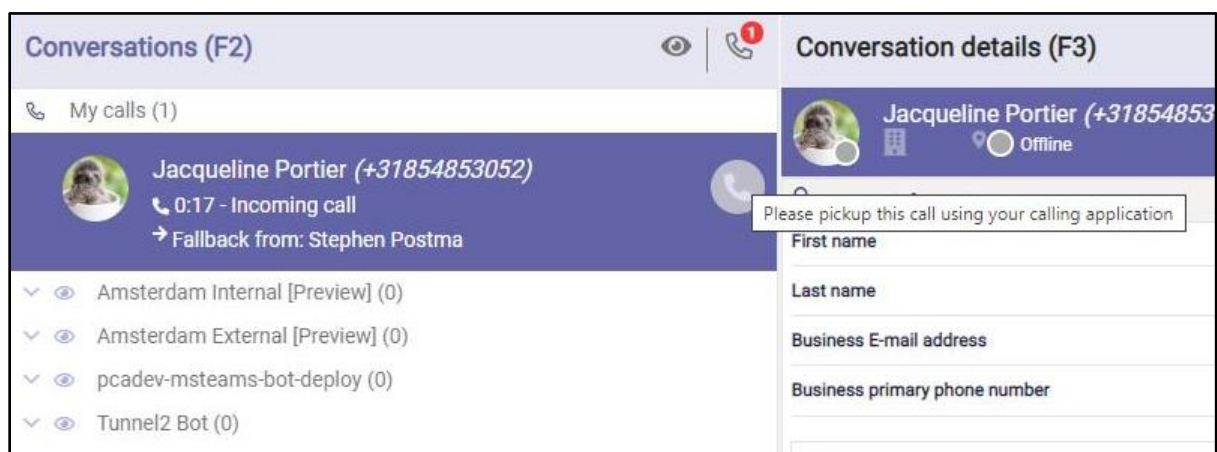 Conversations (F2)
1
My calls (1)
Jacqueline Portier (+31854853052)
0:17 - Incoming call
Fallback from: Stephen Postma
Amsterdam Internal [Preview] (0)
Amsterdam External [Preview] (0)
pcadev-msteams-bot-deploy (0)
Tunnel2 Bot (0)
Conversation details (F3)
Jacqueline Portier (+31854853
Offline
Please pickup this call using your calling application
First name
Last name
Business E-mail address
Business primary phone number